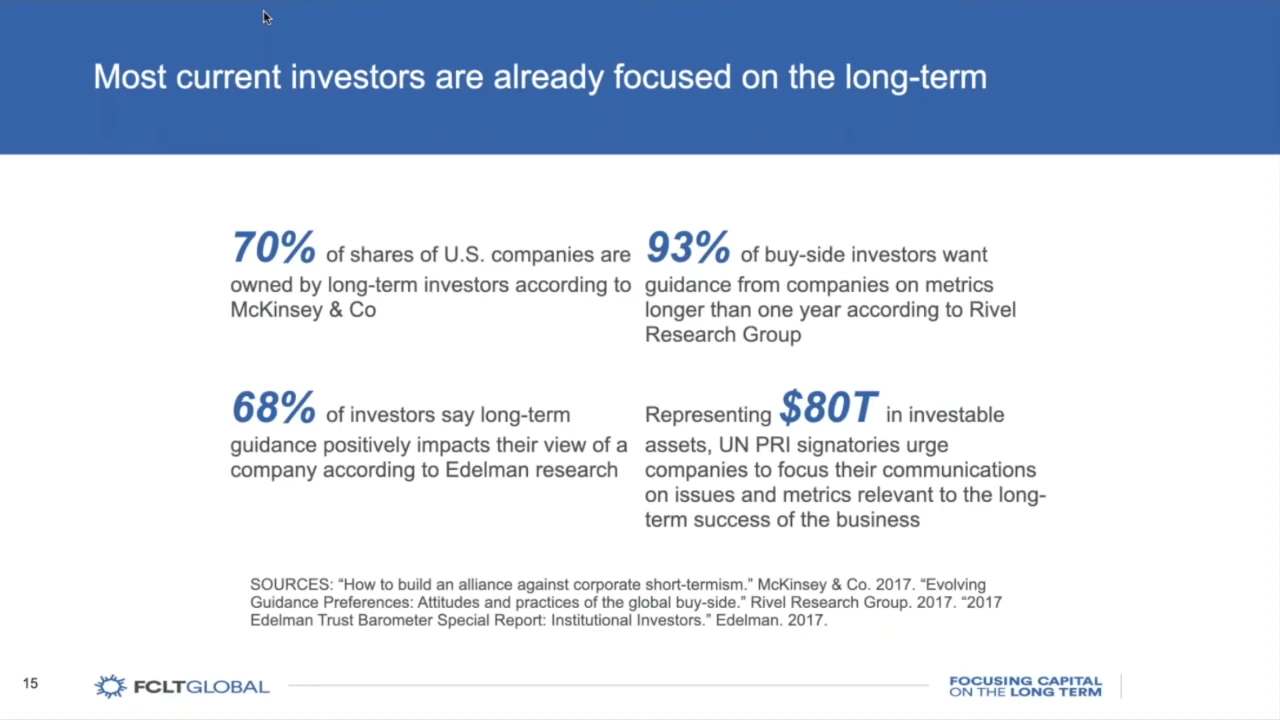 Most current investors are already focused on the long-term
70% of shares of U.S. companies are
owned by long-term investors according to
McKinsey & Co
93% of buy-side investors want
guidance from companies on metrics
longer than one year according to Rivel
Research Group
68% of investors say long-term
guidance positively impacts their view of a
company according to Edelman research
Representing $80T in investable
assets, UN PRI signatories urge
companies to focus their communications
on issues and metrics relevant to the long-
term success of the business
SOURCES: “How to build an alliance against corporate short-termism.” McKinsey & Co. 2017. “Evolving
Guidance Preferences: Attitudes and practices of the global buy-side.” Rivel Research Group. 2017. “2017
Edelman Trust Barometer Special Report: Institutional Investors.” Edelman. 2017.
15
FCLTGLOBAL
FOCUSING CAPITAL
ON THE LONG TERM